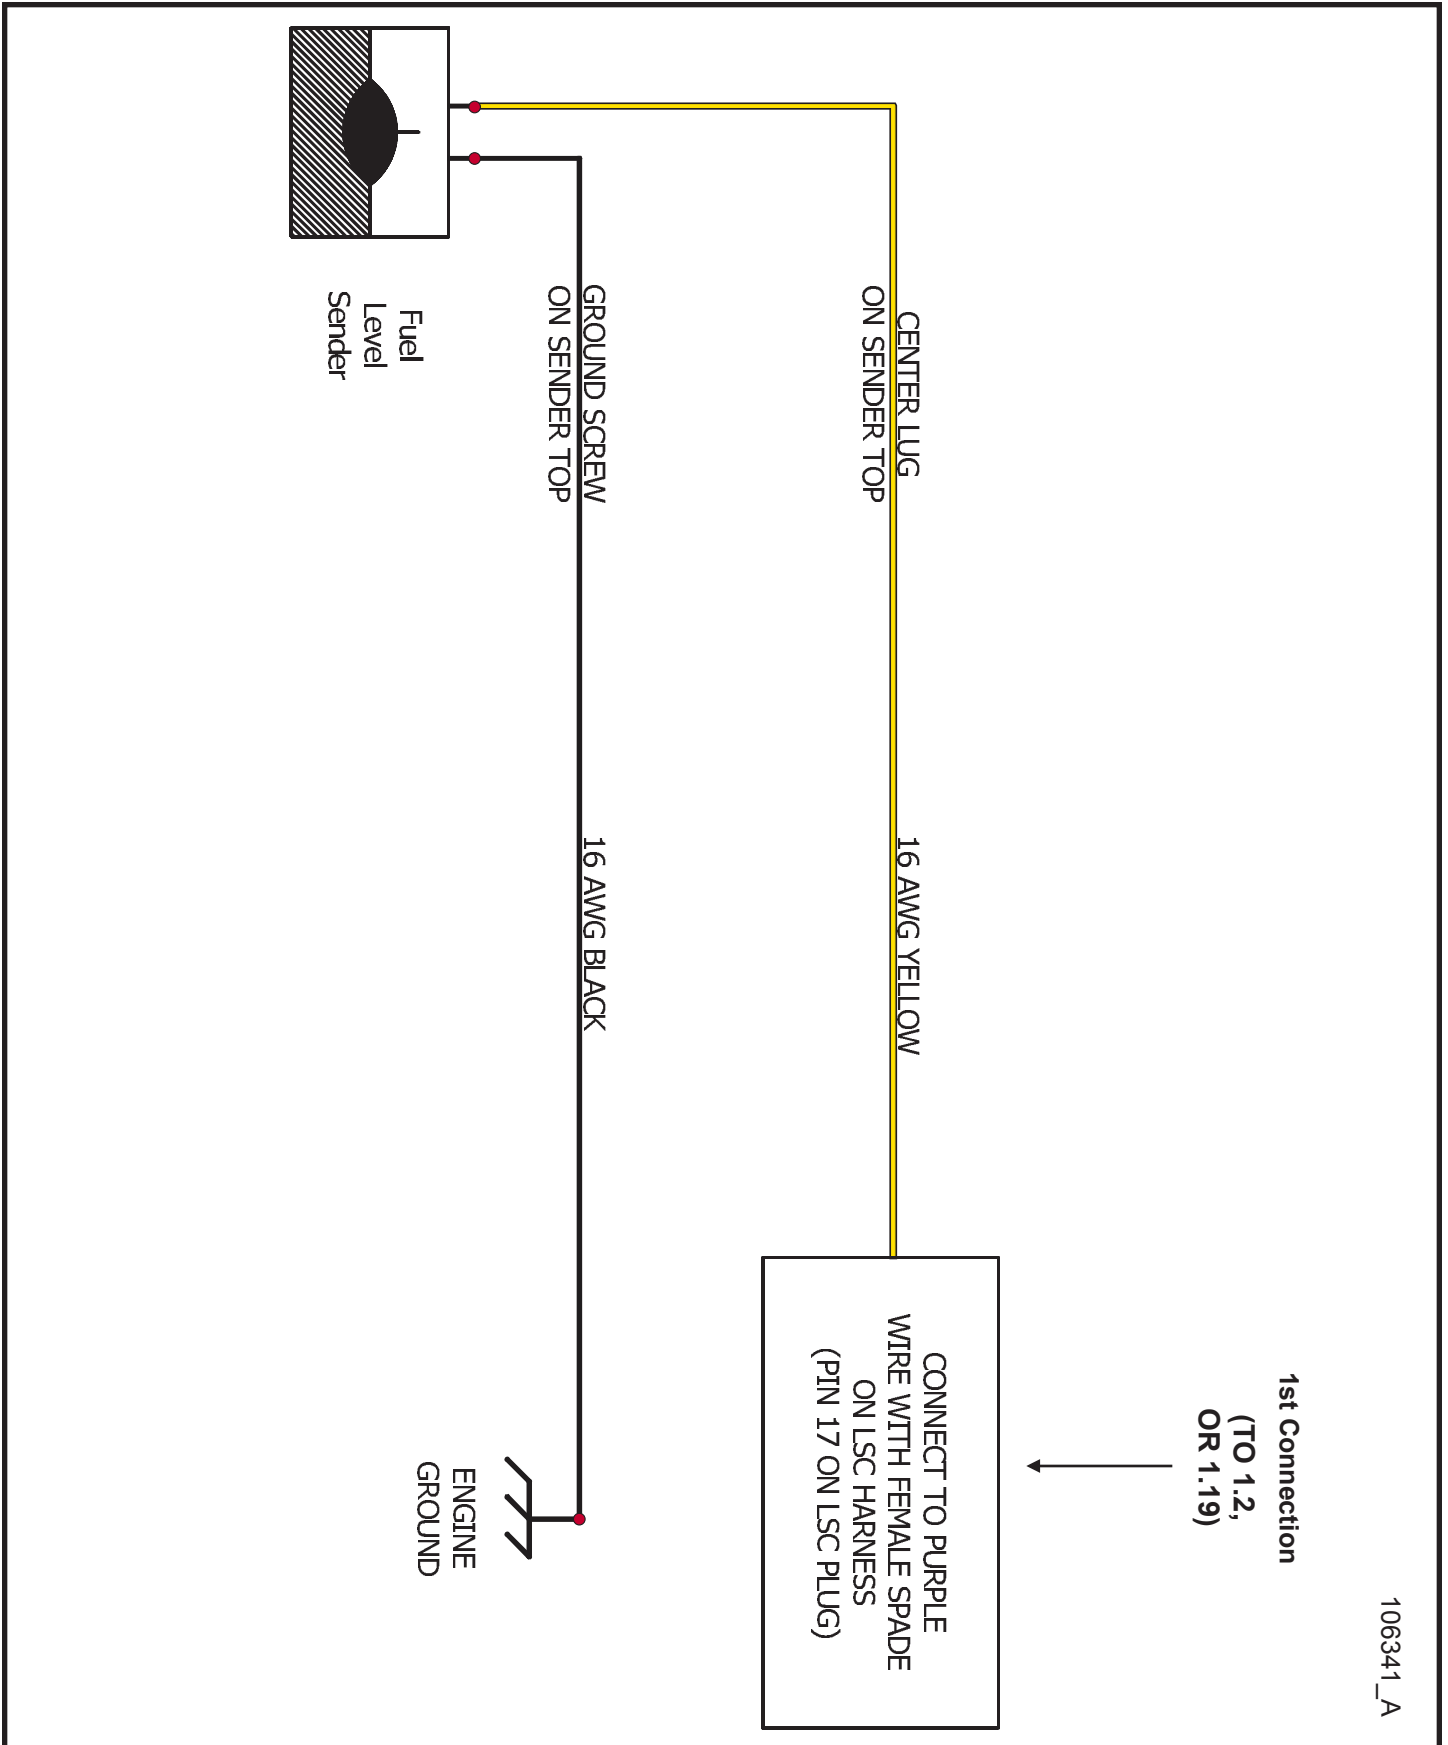 106341_A
1st Connection
(TO 1.2,
OR 1.19)
CENTER LUG
ON SENDER TOP
16 AWG YELLOW
CONNECT TO PURPLE
WIRE WITH FEMALE SPADE
ON LSC HARNESS
(PIN 17 ON LSC PLUG)
GROUND SCREW
ON SENDER TOP
16 AWG BLACK
ENGINE
GROUND
Fuel
Level
Sender